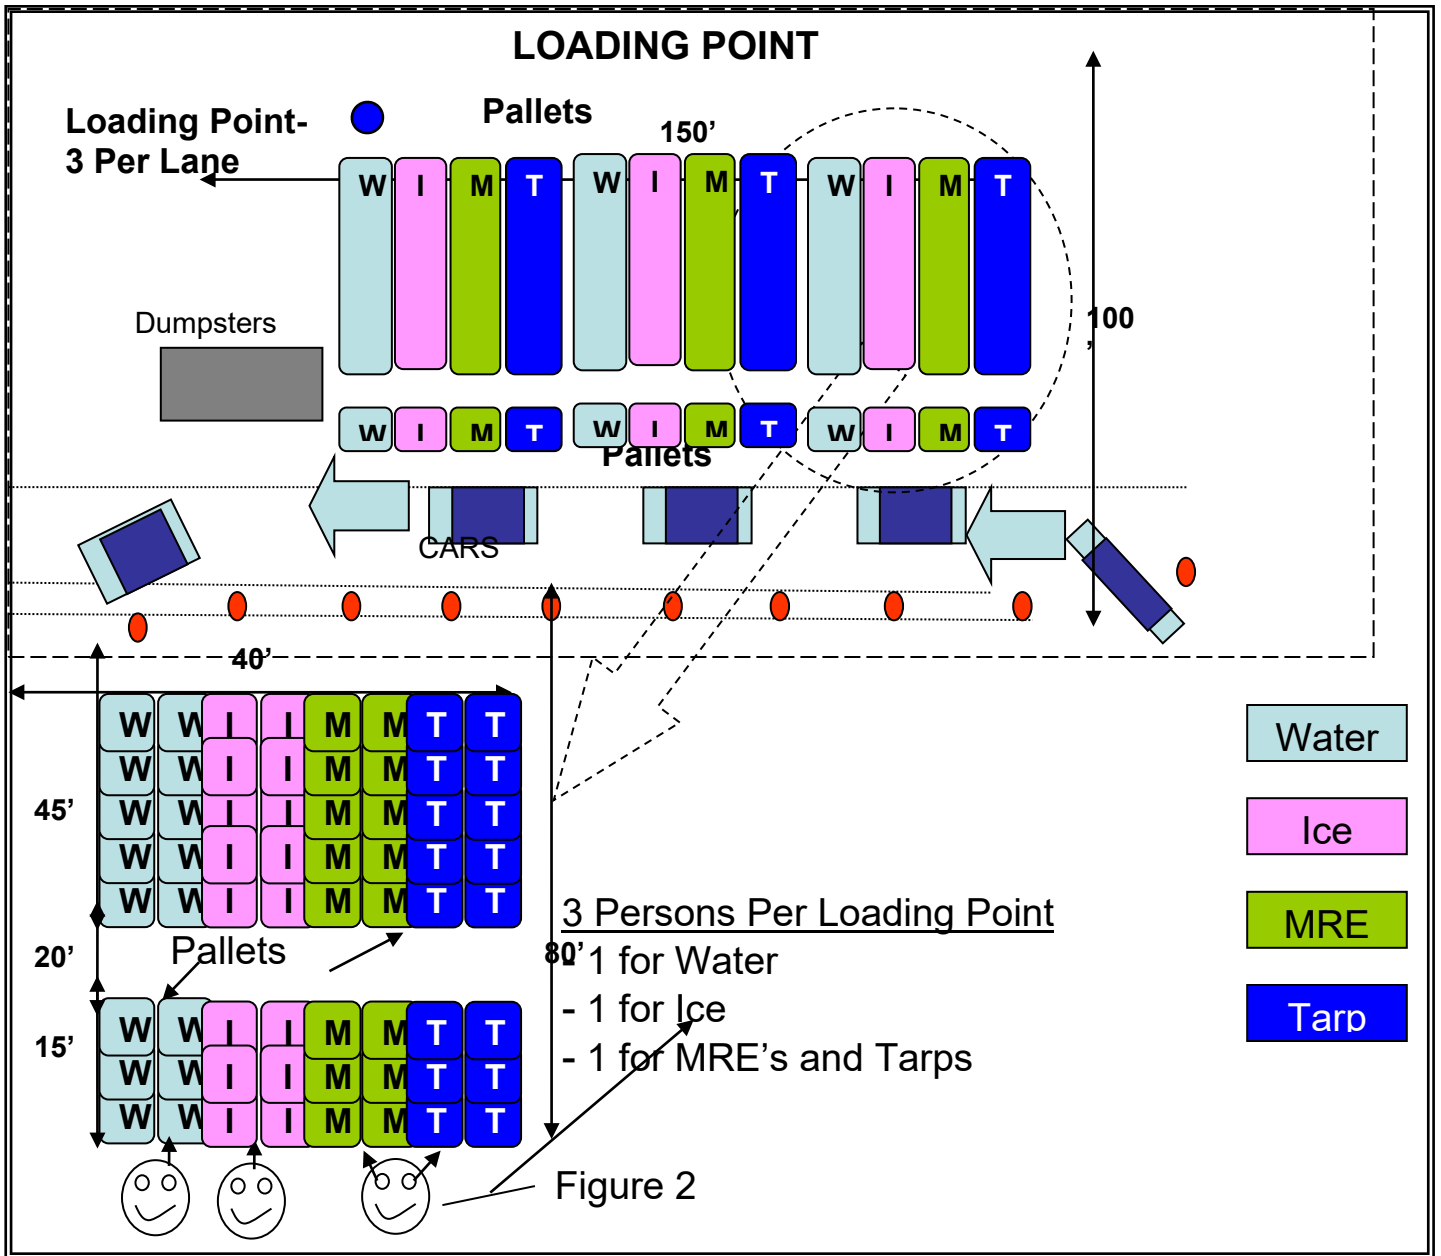 LOADING POINT
Loading Point-
3 Per Lane
Pallets
150’
W I M T W I M T W I M T
Dumpsters
100
’
W I M T W I M T W I M T
Pallets
CARS
40’
W W I I M M T T
W W I I M M T T
45’
W W I I M M T T
W W I I M M T T
W W I I M M T T
20’
Pallets
80’
15’
W W I I M M T T
W W I I M M T T
W W I I M M T T
3 Persons Per Loading Point
- 1 for Water
- 1 for Ice
- 1 for MRE’s and Tarps
Figure 2
Water
Ice
MRE
Tarp